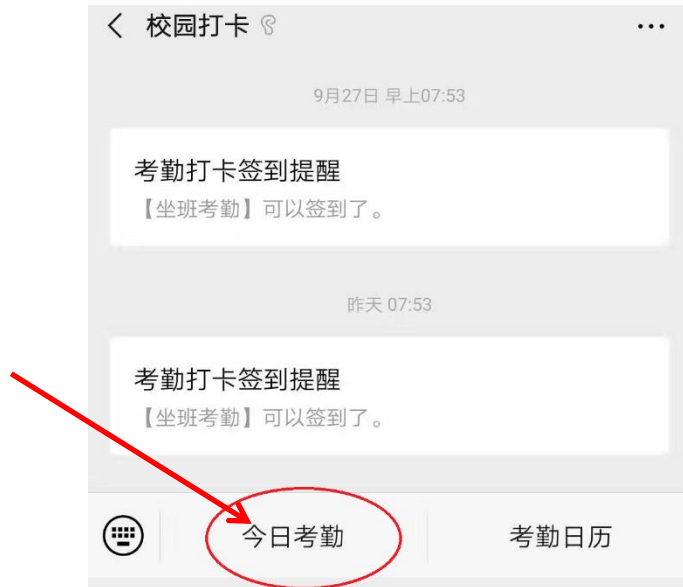 校园打卡
9月27日 早上07:53
考勤打卡签到提醒
【坐班考勤】可以签到了。
昨天 07:53
考勤打卡签到提醒
【坐班考勤】可以签到了。
今日考勤 考勤日历